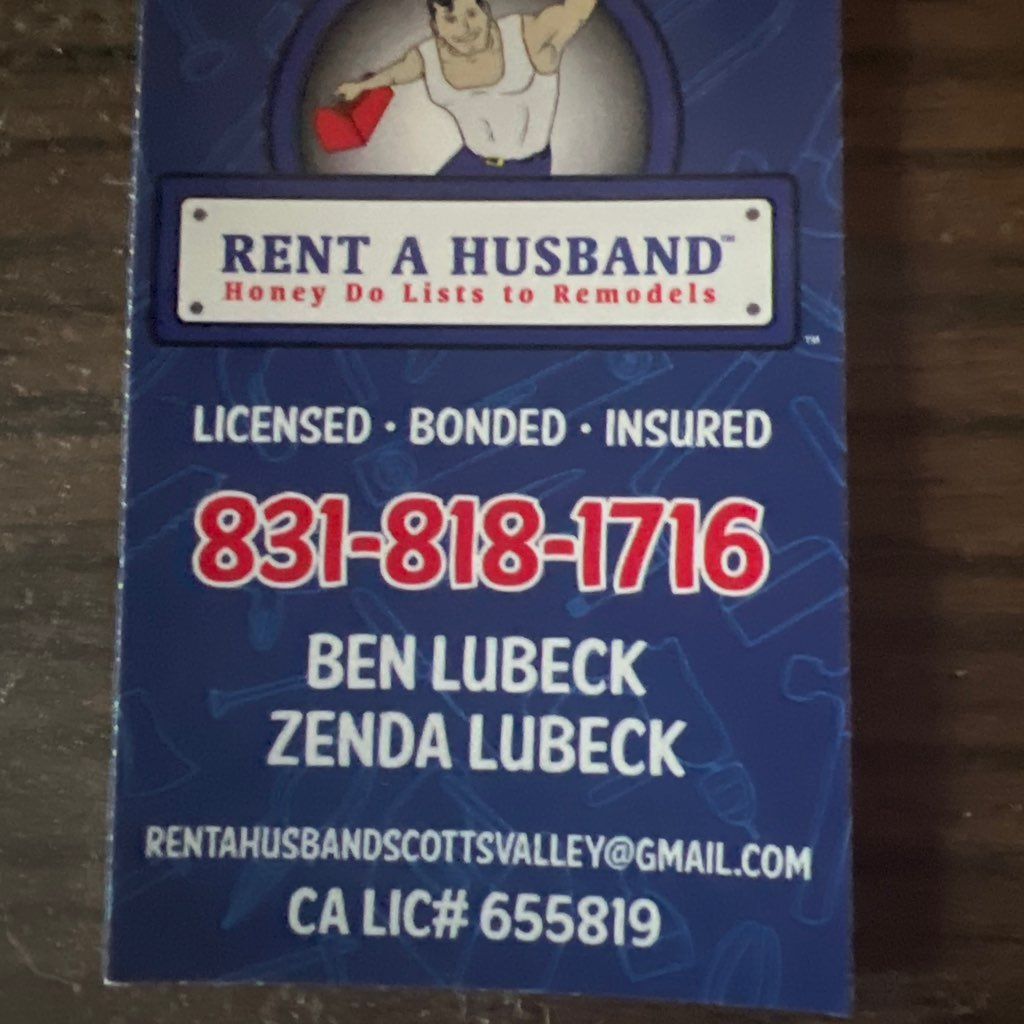 RENT A HUSBAND™
Honey Do Lists to Remodels
™
LICENSED • BONDED • INSURED
831-818-1716
BEN LUBECK
ZENDA LUBECK
RENTAHUSBANDSCOTTSVALLEY@GMAIL.COM
CA LIC# 655819